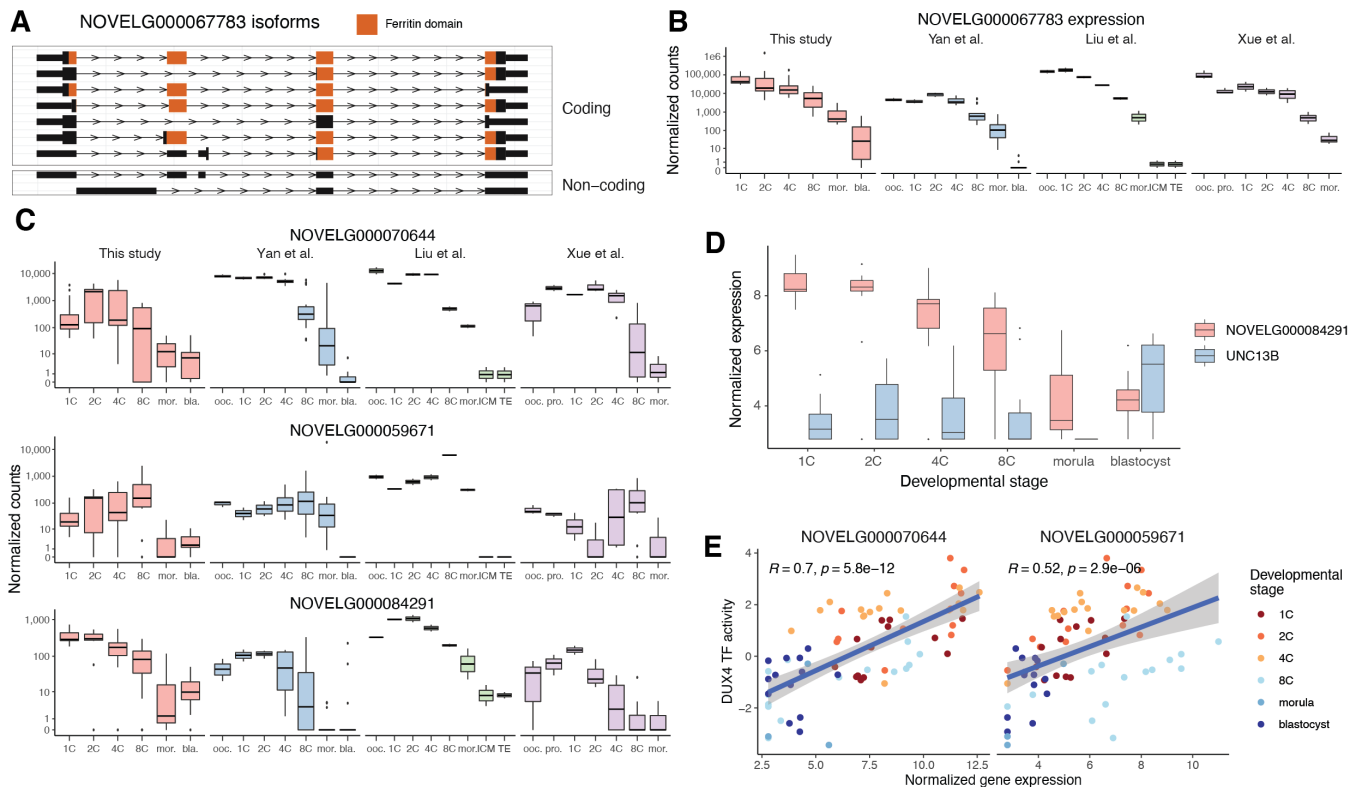 A
NOVELG000067783 isoforms
Ferritin domain
Coding
Non−coding
B
NOVELG000067783 expression
This study
Yan et al.
Liu et al.
Xue et al.
Normalized counts
1e6
100,000
10,000
1,000
100
10
1
0
1C 2C 4C 8C mor. bla.
ooc. 1C 2C 4C 8C mor. bla.
ooc. 1C 2C 4C 8C mor. ICM TE
ooc. pro. 1C 2C 4C 8C mor.
C
NOVELG000070644
This study
Yan et al.
Liu et al.
Xue et al.
10,000
1,000
100
10
1
0
1C 2C 4C 8C mor. bla.
ooc. 1C 2C 4C 8C mor. bla.
ooc. 1C 2C 4C 8C mor. ICM TE
ooc. pro. 1C 2C 4C 8C mor.
NOVELG000059671
Normalized counts
10,000
1,000
100
10
1
0
1C 2C 4C 8C mor. bla.
ooc. 1C 2C 4C 8C mor. bla.
ooc. 1C 2C 4C 8C mor. ICM TE
ooc. pro. 1C 2C 4C 8C mor.
NOVELG000084291
1,000
100
10
1
0
1C 2C 4C 8C mor. bla.
ooc. 1C 2C 4C 8C mor. bla.
ooc. 1C 2C 4C 8C mor. ICM TE
ooc. pro. 1C 2C 4C 8C mor.
D
Normalized expression
8
6
4
1C 2C 4C 8C morula blastocyst
Developmental stage
NOVELG000084291
UNC13B
E
NOVELG000070644
NOVELG000059671
R = 0.7, p = 5.8e−12
R = 0.52, p = 2.9e−06
DUX4 TF activity
4
2
0
−2
2.5 5.0 7.5 10.0 12.5
4 6 8 10
Normalized gene expression
Developmental
stage
1C
2C
4C
8C
morula
blastocyst